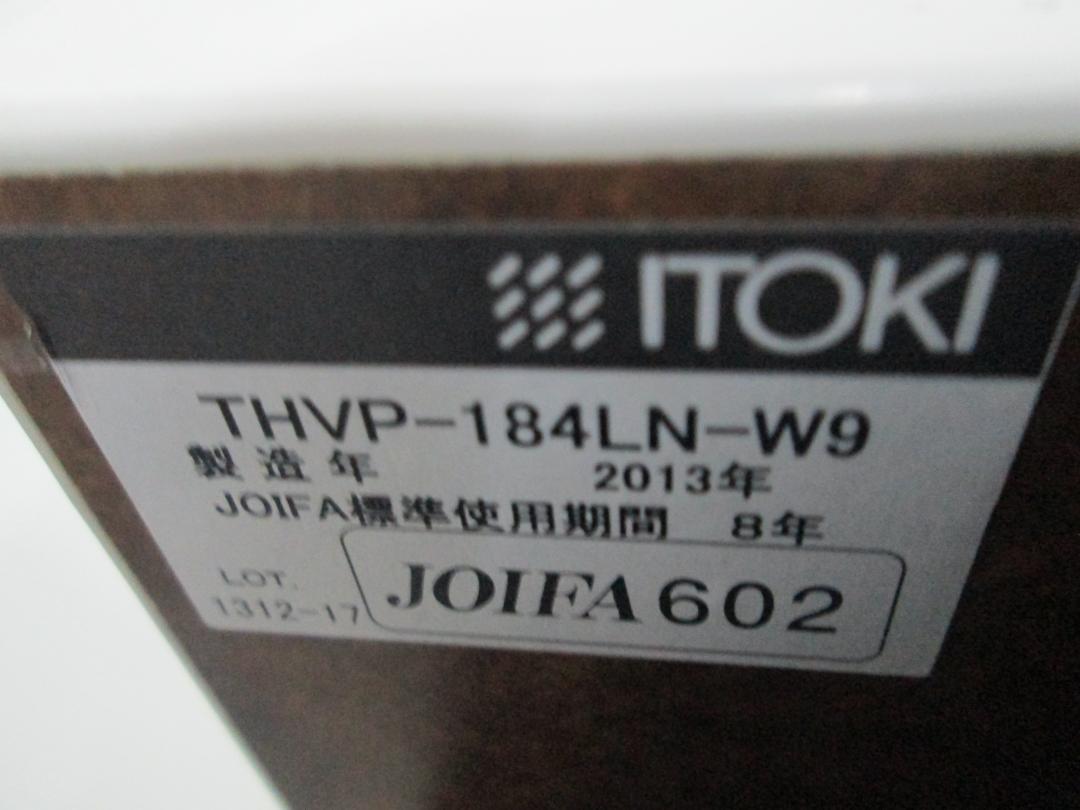 ITOKI
THVP-184LN-W9
製造年 2013年
JOIFA標準使用期間 8年
LOT.
1312-17
JOIFA602